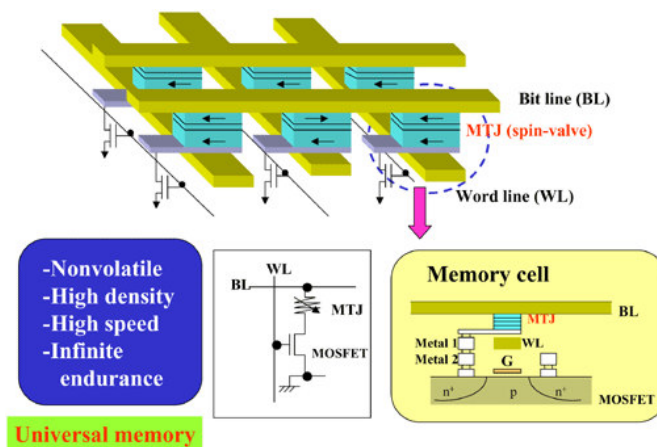 Bit line (BL)
MTJ (spin-valve)
Word line (WL)
-Nonvolatile
-High density
-High speed
-Infinite
endurance
Universal memory
WL
BL
MTJ
MOSFET
Memory cell
BL
MTJ
Metal 1
WL
Metal 2
G
n+ p n+
MOSFET